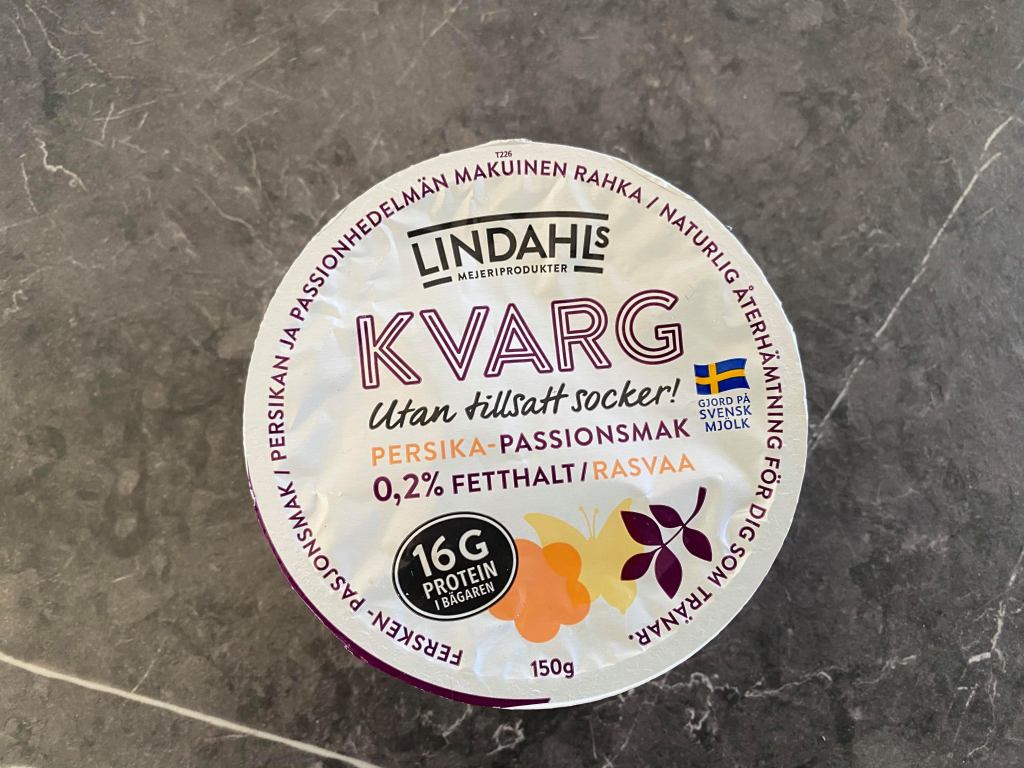 T226
FERSKEN- PASJONSMAK / PERSIKAN JA PASSIONHEDELMÄN MAKUINEN RAHKA / NATURLIG ÅTERHÄMTNING FÖR DIG SOM TRÄNAR.
LINDAHLS
MEJERIPRODUKTER
KVARG
Utan tillsatt socker!
GJORD PÅ
SVENSK
MJÖLK
PERSIKA-PASSIONSMAK
0,2% FETTHALT/RASVAA
16G
PROTEIN
I BÄGAREN
150g